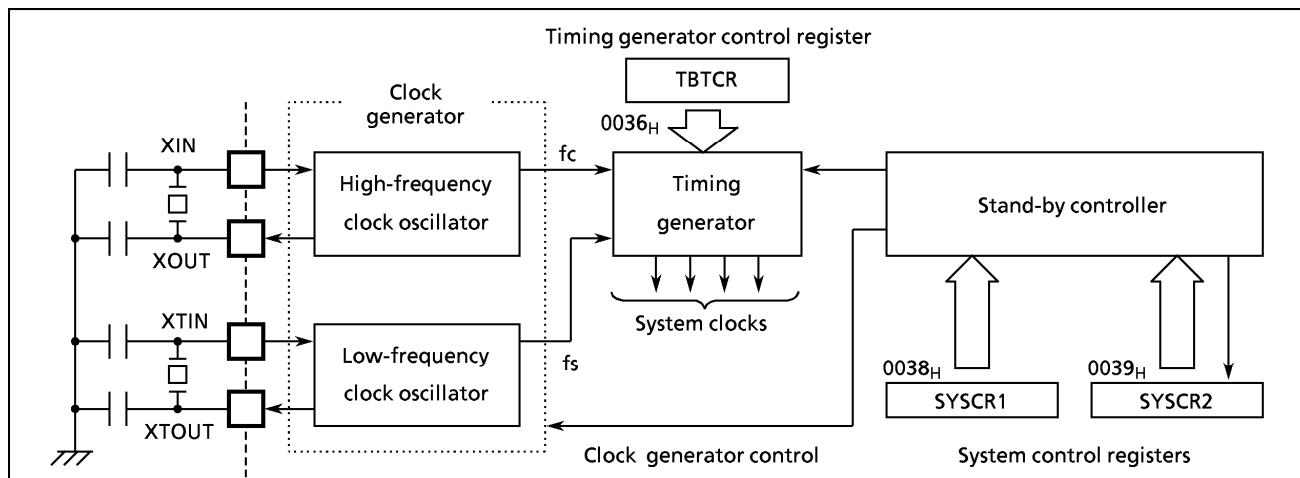 Timing generator control register
TBTCR
0036H
Clock
generator
XIN
XOUT
High-frequency
clock oscillator
fc
Timing
generator
Stand-by controller
System clocks
XTIN
XTOUT
Low-frequency
clock oscillator
fs
0038H
SYSCR1
0039H
SYSCR2
Clock generator control
System control registers